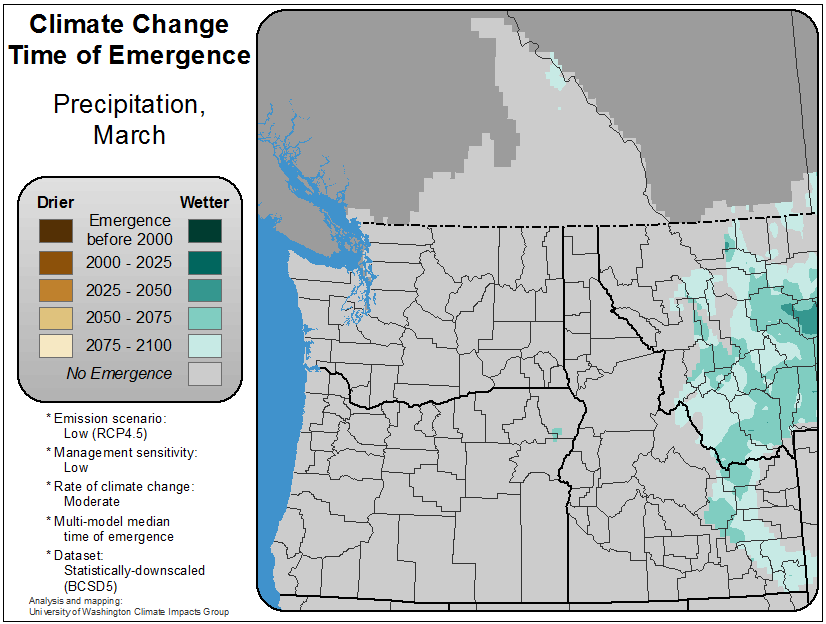 Climate Change
Time of Emergence
Precipitation,
March
Drier Wetter
Emergence
before 2000
2000 - 2025
2025 - 2050
2050 - 2075
2075 - 2100
No Emergence
* Emission scenario:
Low (RCP4.5)
* Management sensitivity:
Low
* Rate of climate change:
Moderate
* Multi-model median
time of emergence
* Dataset:
Statistically-downscaled
(BCSD5)
Analysis and mapping:
University of Washington Climate Impacts Group